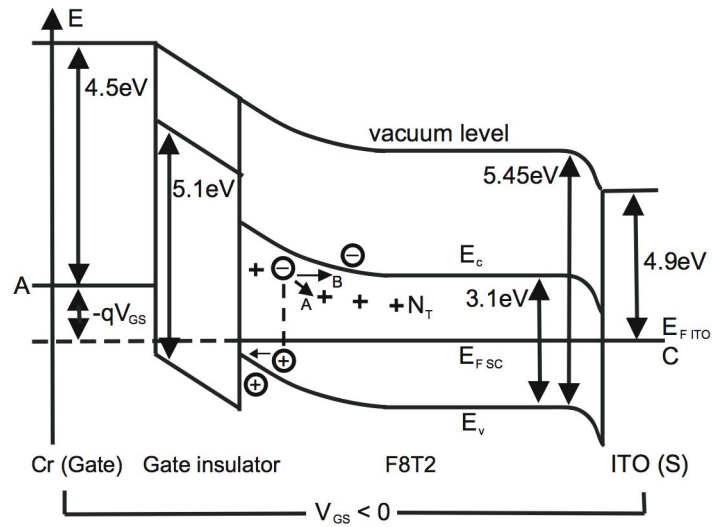 E
4.5eV
vacuum level
5.1eV
5.45eV
E_c
4.9eV
A
B
A
-qV_GS
N_T
3.1eV
E_F SC
E_F ITO
C
E_v
Cr (Gate)
Gate insulator
F8T2
ITO (S)
V_GS < 0